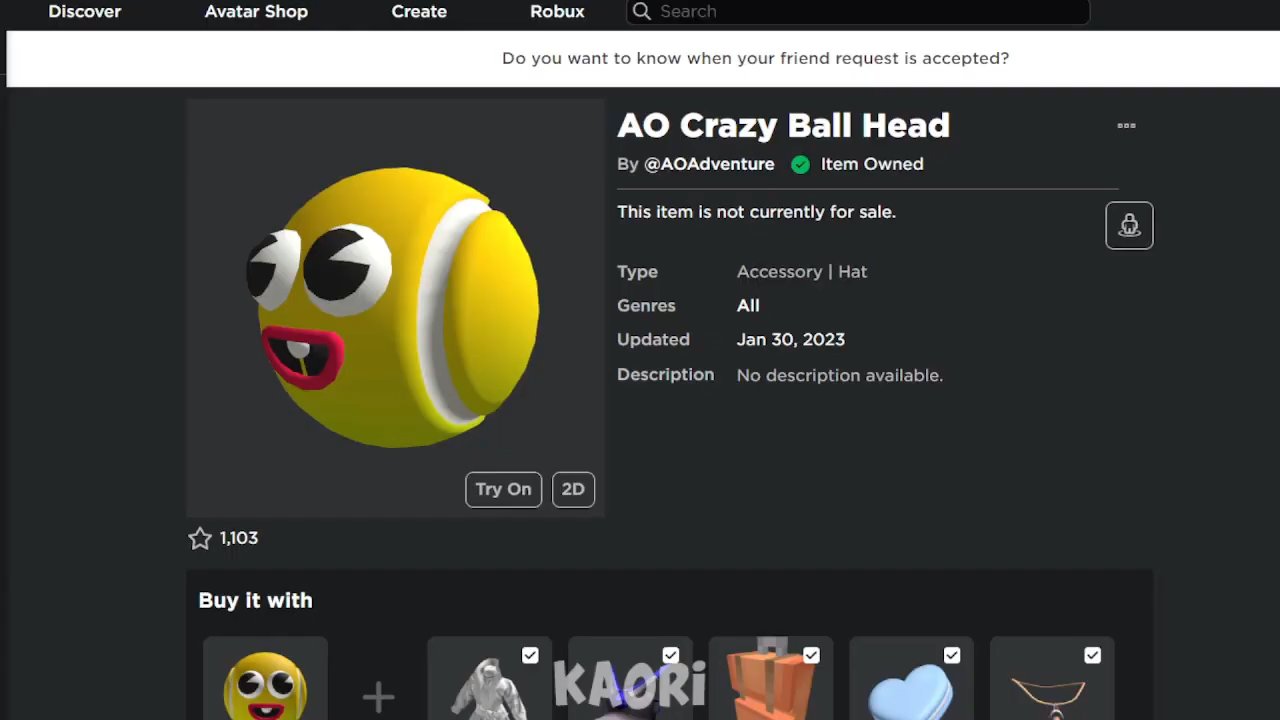 Discover Avatar Shop Create Robux Search
Do you want to know when your friend request is accepted?
AO Crazy Ball Head
By @AOAdventure Item Owned
This item is not currently for sale.
Type Accessory | Hat
Genres All
Updated Jan 30, 2023
Description No description available.
Try On 2D
1,103
Buy it with
KAORi